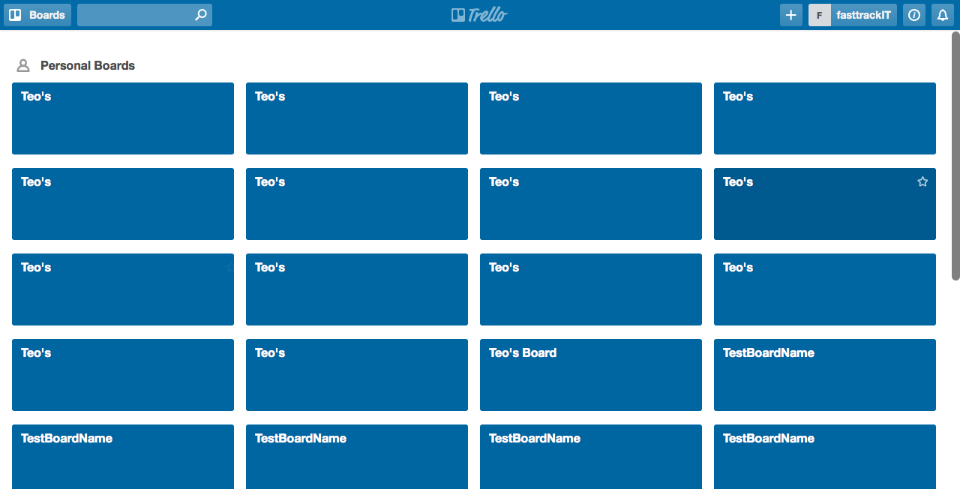 Boards
Trello
F fasttrackIT
Personal Boards
Teo's Teo's Teo's Teo's
Teo's Teo's Teo's Teo's
Teo's Teo's Teo's Teo's
Teo's Teo's Teo's Board TestBoardName
TestBoardName TestBoardName TestBoardName TestBoardName